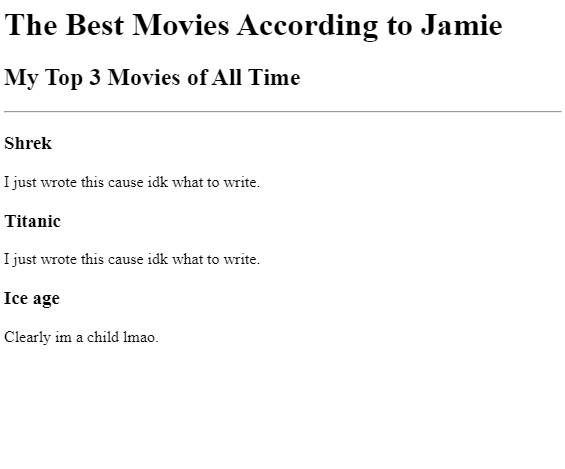 The Best Movies According to Jamie
My Top 3 Movies of All Time
Shrek
I just wrote this cause idk what to write.
Titanic
I just wrote this cause idk what to write.
Ice age
Clearly im a child lmao.